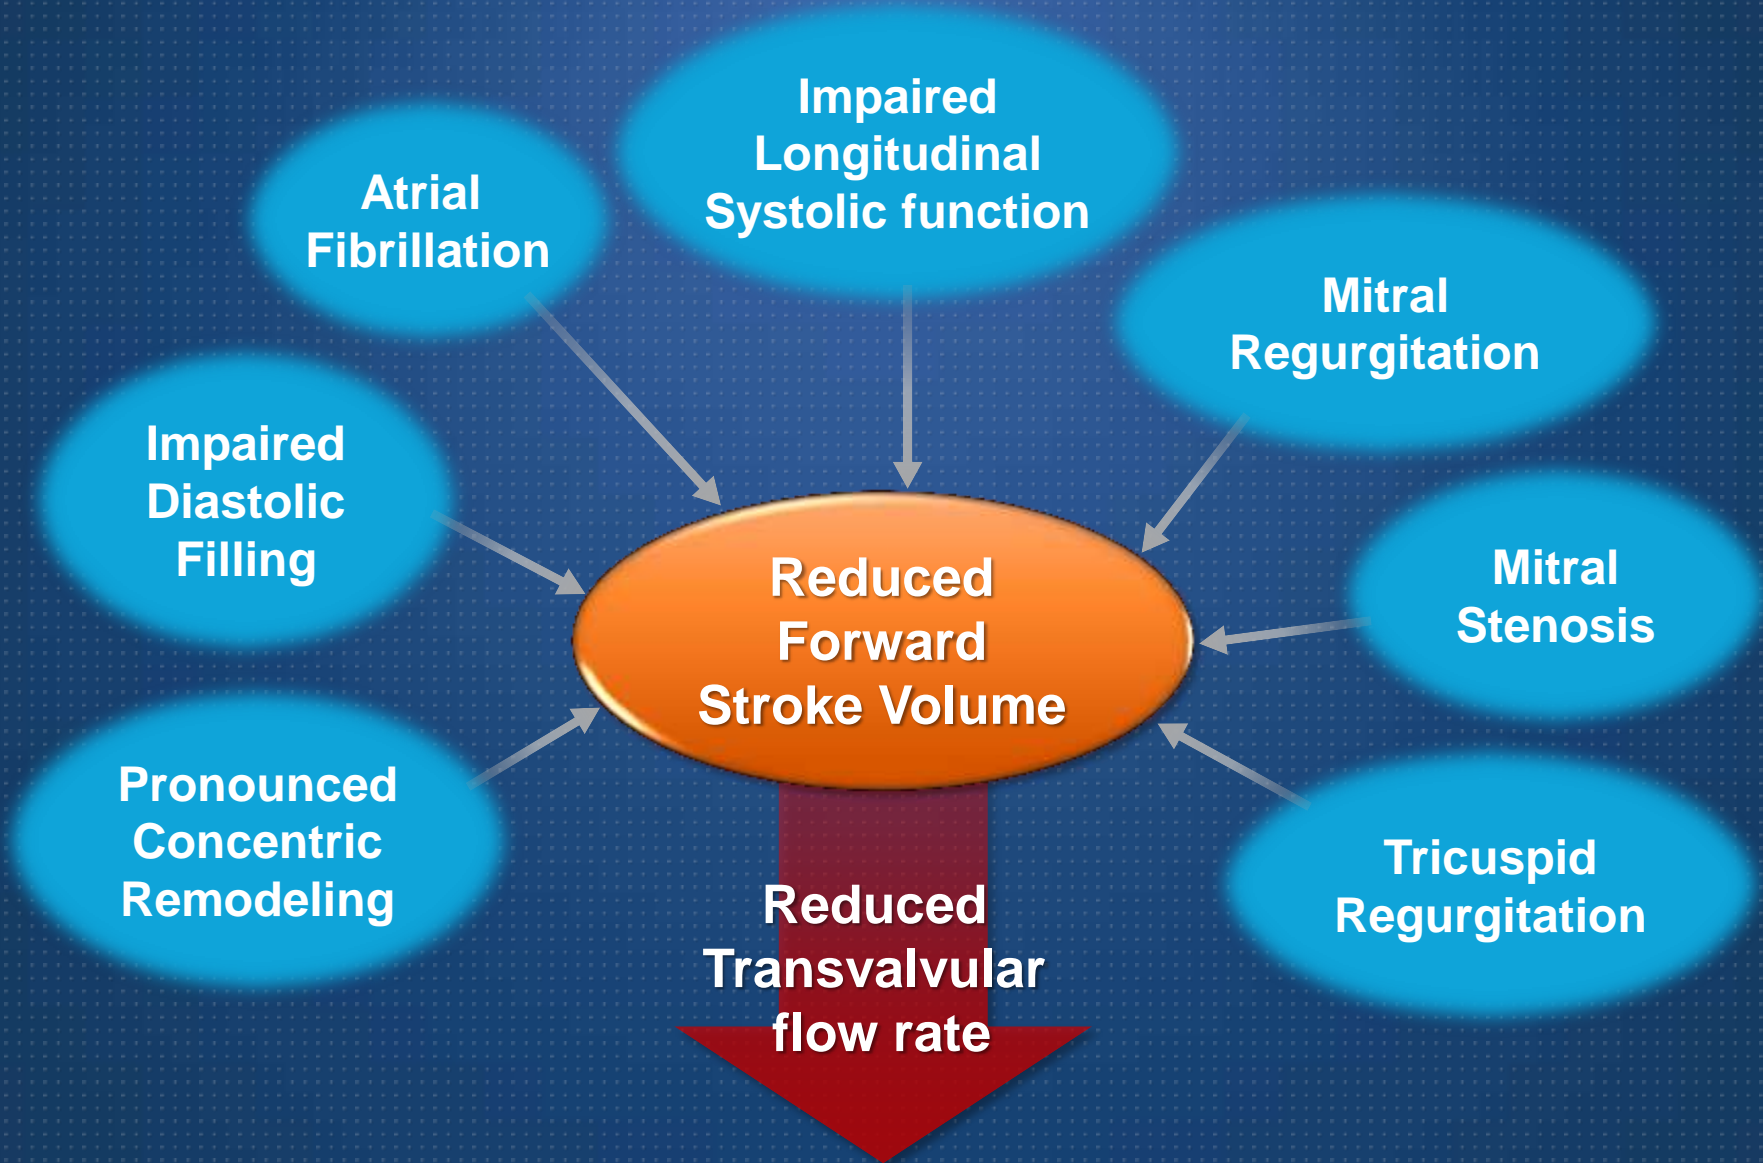 Impaired
Longitudinal
Systolic function
Atrial
Fibrillation
Mitral
Regurgitation
Impaired
Diastolic
Filling
Mitral
Stenosis
Reduced
Forward
Stroke Volume
Pronounced
Concentric
Remodeling
Tricuspid
Regurgitation
Reduced
Transvalvular
flow rate